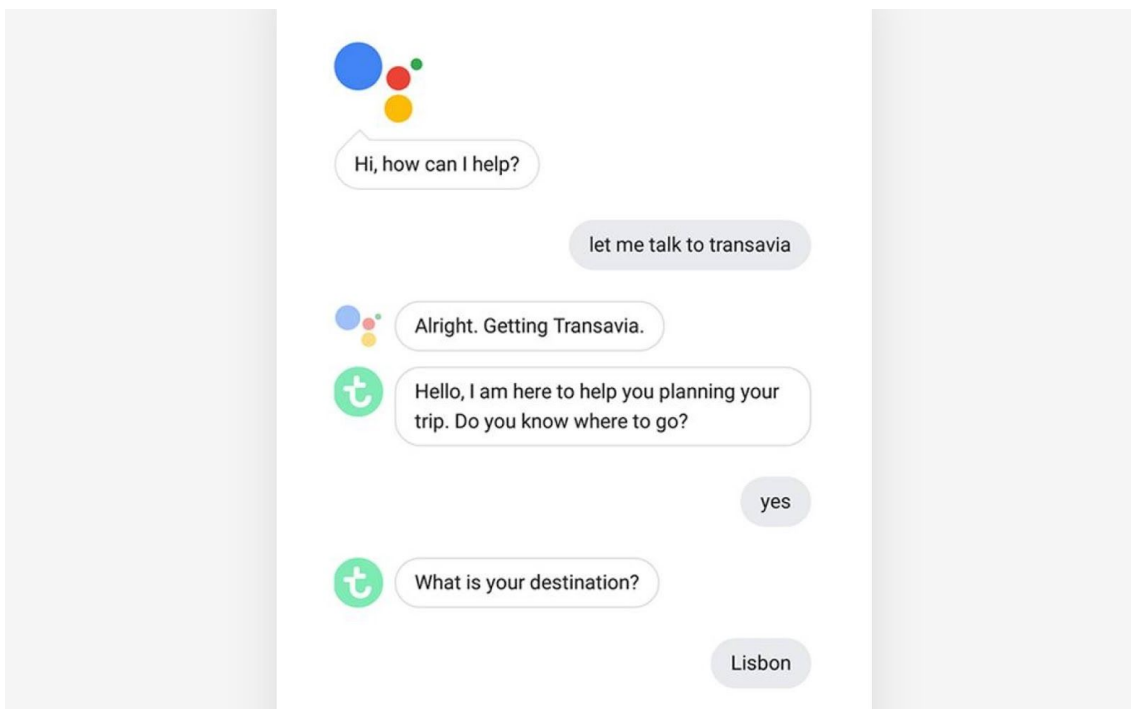 Hi, how can I help?
let me talk to transavia
Alright. Getting Transavia.
Hello, I am here to help you planning your
trip. Do you know where to go?
yes
What is your destination?
Lisbon